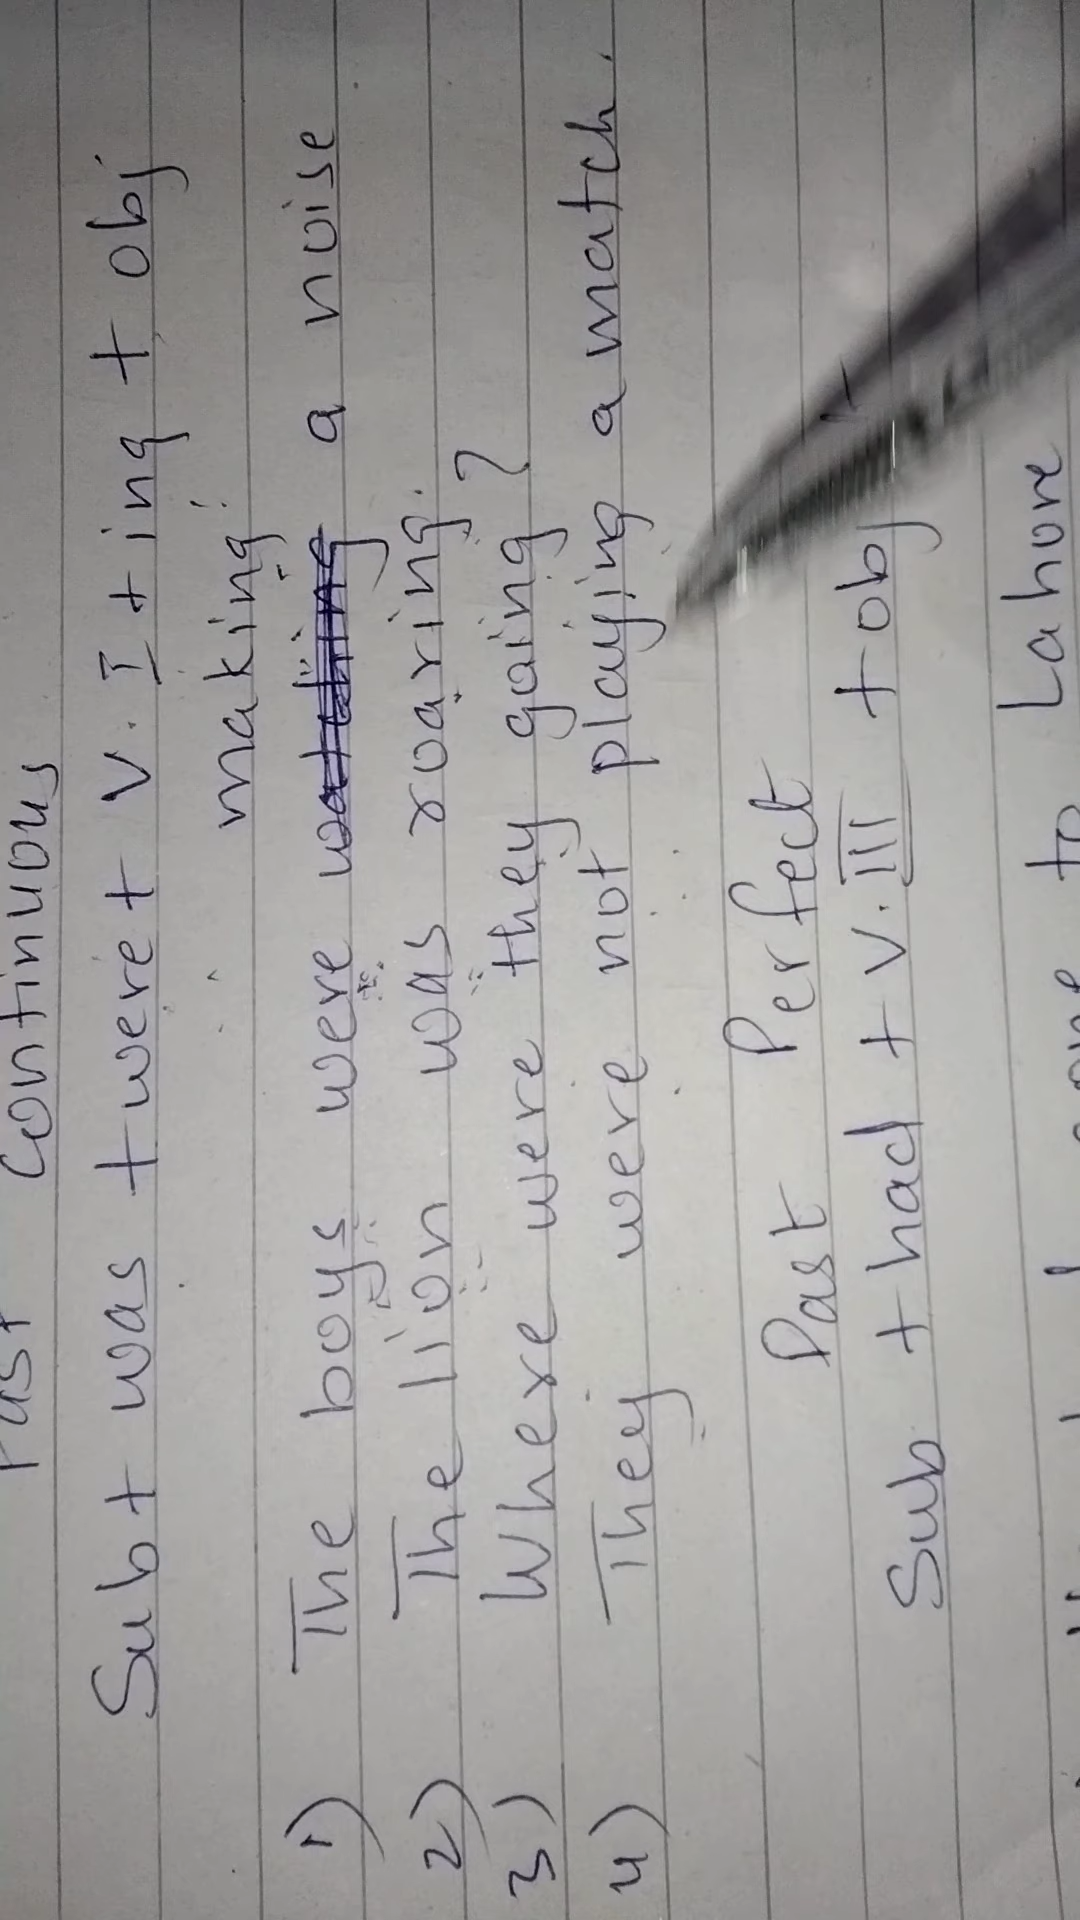 Past Continuous
Sub + was + were + V. I + ing + obj
making
1) The boys were a noise
2) The lion was roaring.
3) Where were they going ?
4) They were not playing a match.
Past Perfect
Sub + had + V. III + obj
to Lahore